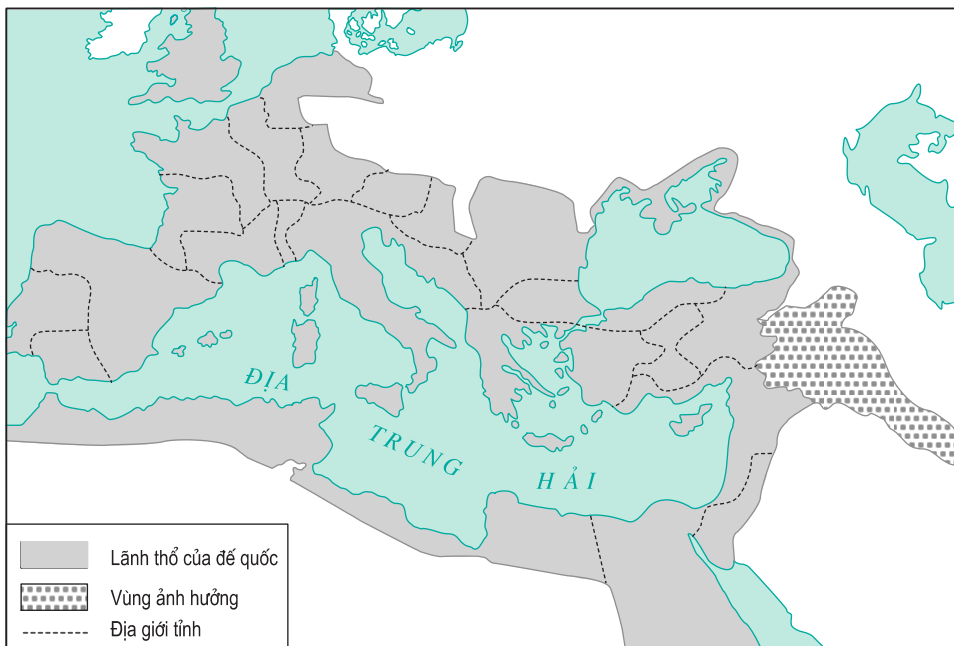 ĐỊA
TRUNG
HẢI
Lãnh thổ của đế quốc
Vùng ảnh hưởng
Địa giới tỉnh